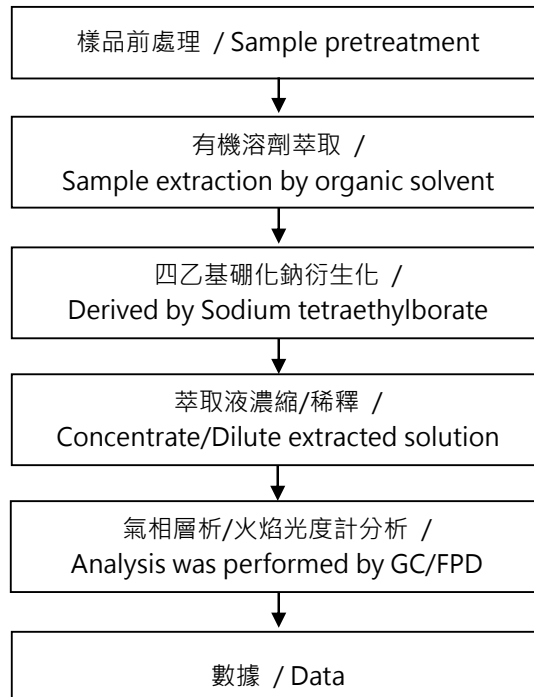 樣品前處理 / Sample pretreatment
有機溶劑萃取 /
Sample extraction by organic solvent
四乙基硼化鈉衍生化 /
Derived by Sodium tetraethylborate
萃取液濃縮/稀釋 /
Concentrate/Dilute extracted solution
氣相層析/火焰光度計分析 /
Analysis was performed by GC/FPD
數據 / Data